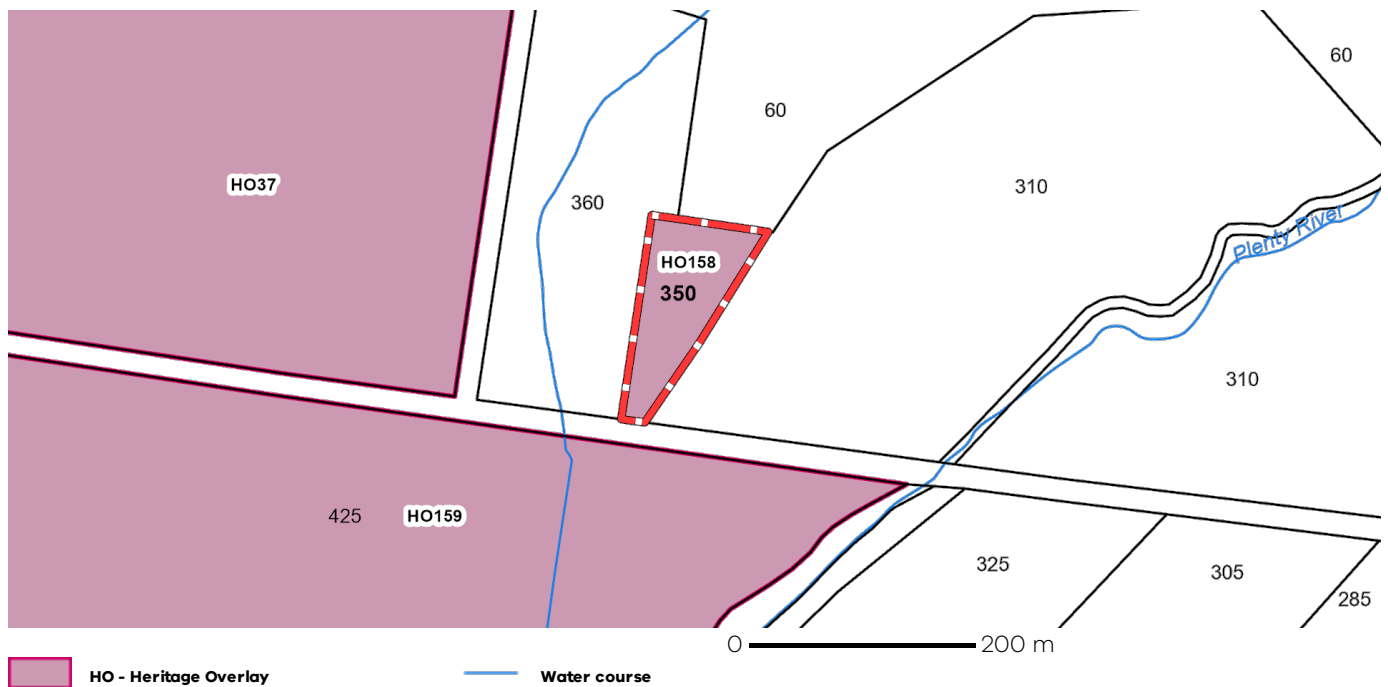 60
60
HO37
310
360
Plenty River
HO158
350
310
425
HO159
325
305
285
0 200 m
HO - Heritage Overlay
Water course